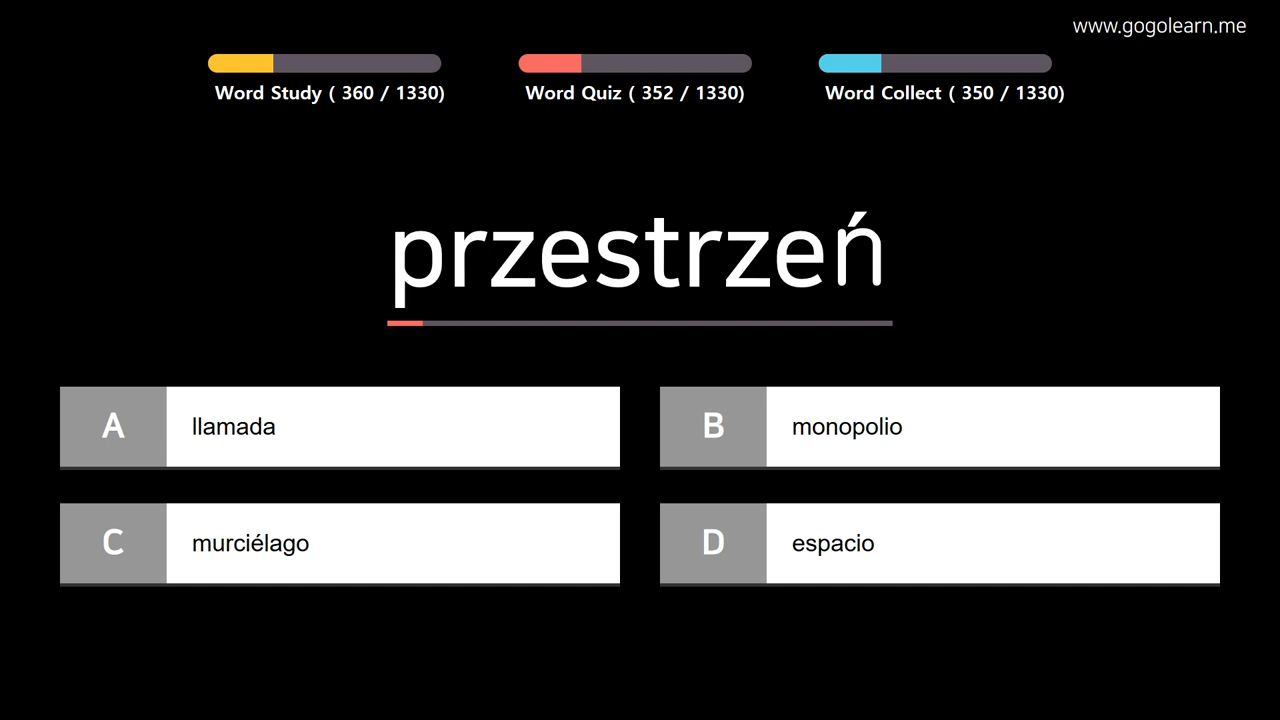 www.gogolearn.me
Word Study ( 360 / 1330)
Word Quiz ( 352 / 1330)
Word Collect ( 350 / 1330)
przestrzeń
A
llamada
B
monopolio
C
murciélago
D
espacio